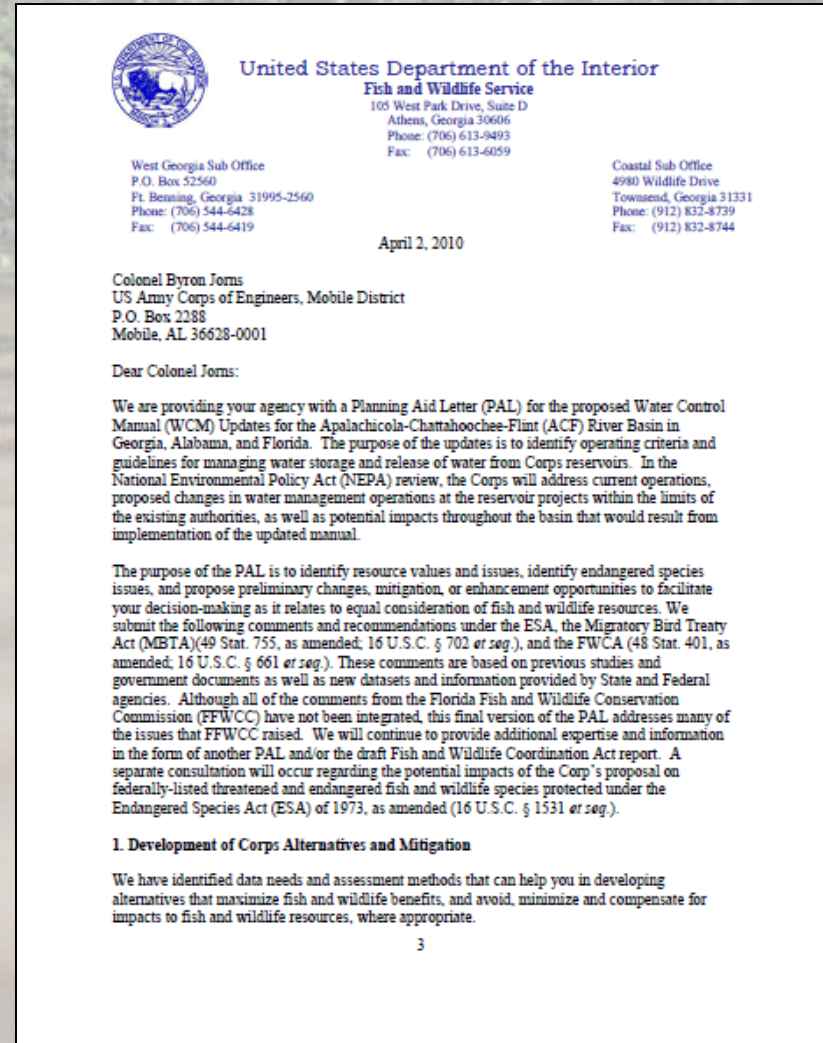 U.S. DEPARTMENT OF THE INTERIOR
MARCH 3, 1849
United States Department of the Interior
Fish and Wildlife Service
105 West Park Drive, Suite D
Athens, Georgia 30606
Phone: (706) 613-9493
Fax: (706) 613-6059
West Georgia Sub Office
P.O. Box 52560
Ft. Benning, Georgia 31995-2560
Phone: (706) 544-6428
Fax: (706) 544-6419
Coastal Sub Office
4980 Wildlife Drive
Townsend, Georgia 31331
Phone: (912) 832-8739
Fax: (912) 832-8744
April 2, 2010
Colonel Byron Jorns
US Army Corps of Engineers, Mobile District
P.O. Box 2288
Mobile, AL 36628-0001
Dear Colonel Jorns:
We are providing your agency with a Planning Aid Letter (PAL) for the proposed Water Control
Manual (WCM) Updates for the Apalachicola-Chattahoochee-Flint (ACF) River Basin in
Georgia, Alabama, and Florida. The purpose of the updates is to identify operating criteria and
guidelines for managing water storage and release of water from Corps reservoirs. In the
National Environmental Policy Act (NEPA) review, the Corps will address current operations,
proposed changes in water management operations at the reservoir projects within the limits of
the existing authorities, as well as potential impacts throughout the basin that would result from
implementation of the updated manual.
The purpose of the PAL is to identify resource values and issues, identify endangered species
issues, and propose preliminary changes, mitigation, or enhancement opportunities to facilitate
your decision-making as it relates to equal consideration of fish and wildlife resources. We
submit the following comments and recommendations under the ESA, the Migratory Bird Treaty
Act (MBTA)(49 Stat. 755, as amended; 16 U.S.C. § 702 et seq.), and the FWCA (48 Stat. 401, as
amended; 16 U.S.C. § 661 et seq.). These comments are based on previous studies and
government documents as well as new datasets and information provided by State and Federal
agencies. Although all of the comments from the Florida Fish and Wildlife Conservation
Commission (FFWCC) have not been integrated, this final version of the PAL addresses many of
the issues that FFWCC raised. We will continue to provide additional expertise and information
in the form of another PAL and/or the draft Fish and Wildlife Coordination Act report. A
separate consultation will occur regarding the potential impacts of the Corp's proposal on
federally-listed threatened and endangered fish and wildlife species protected under the
Endangered Species Act (ESA) of 1973, as amended (16 U.S.C. § 1531 et seq.).
1. Development of Corps Alternatives and Mitigation
We have identified data needs and assessment methods that can help you in developing
alternatives that maximize fish and wildlife benefits, and avoid, minimize and compensate for
impacts to fish and wildlife resources, where appropriate.
3